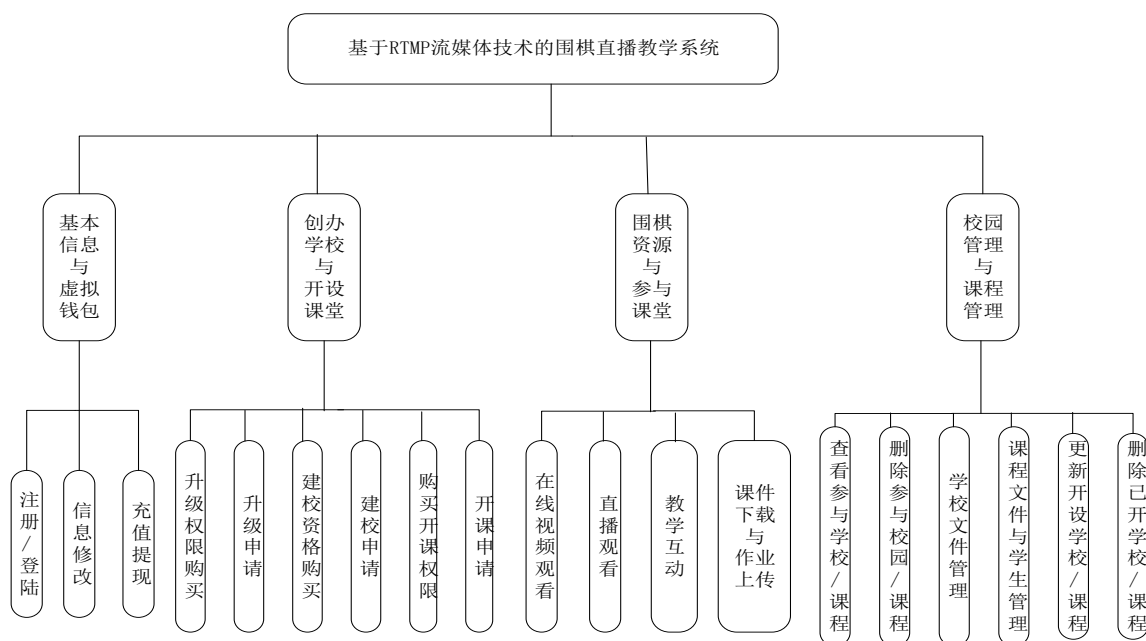 基于RTMP流媒体技术的围棋直播教学系统
基本
信息
与
虚拟
钱包
创办
学校
与
开设
课堂
围棋
资源
与
参与
课堂
校园
管理
与
课程
管理
注册/登陆
信息修改
充值提现
升级权限购买
升级申请
建校资格购买
建校申请
购买开课权限
开课申请
在线视频观看
直播观看
教学互动
课件
下载
与
作业
上传
查看参与学校/课程
删除参与校园/课程
学校文件管理
课程文件与学生管理
更新开设学校/课程
删除已开学校/课程